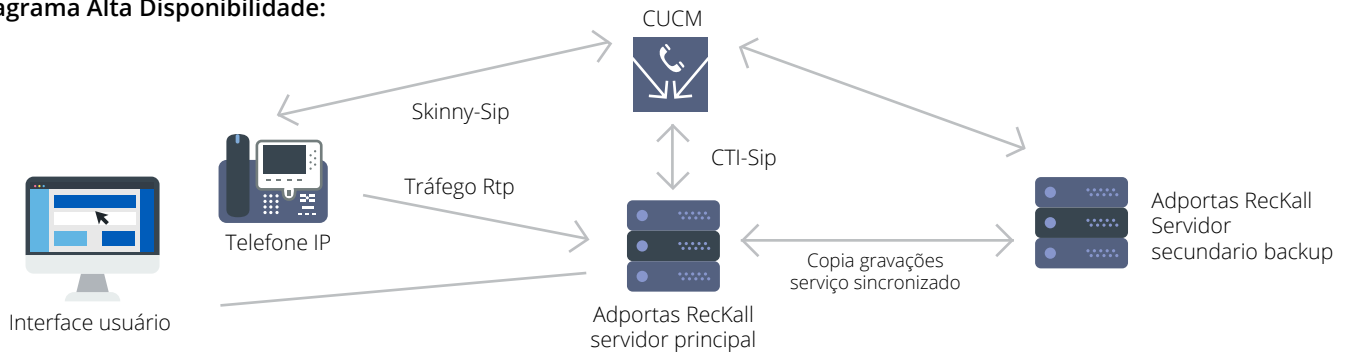 agrama Alta Disponibilidade:
CUCM
Skinny-Sip
CTI-Sip
Tráfego Rtp
Telefone IP
Adportas RecKall
Servidor
secundario backup
Copia gravações
serviço sincronizado
Interface usuário
Adportas RecKall
servidor principal